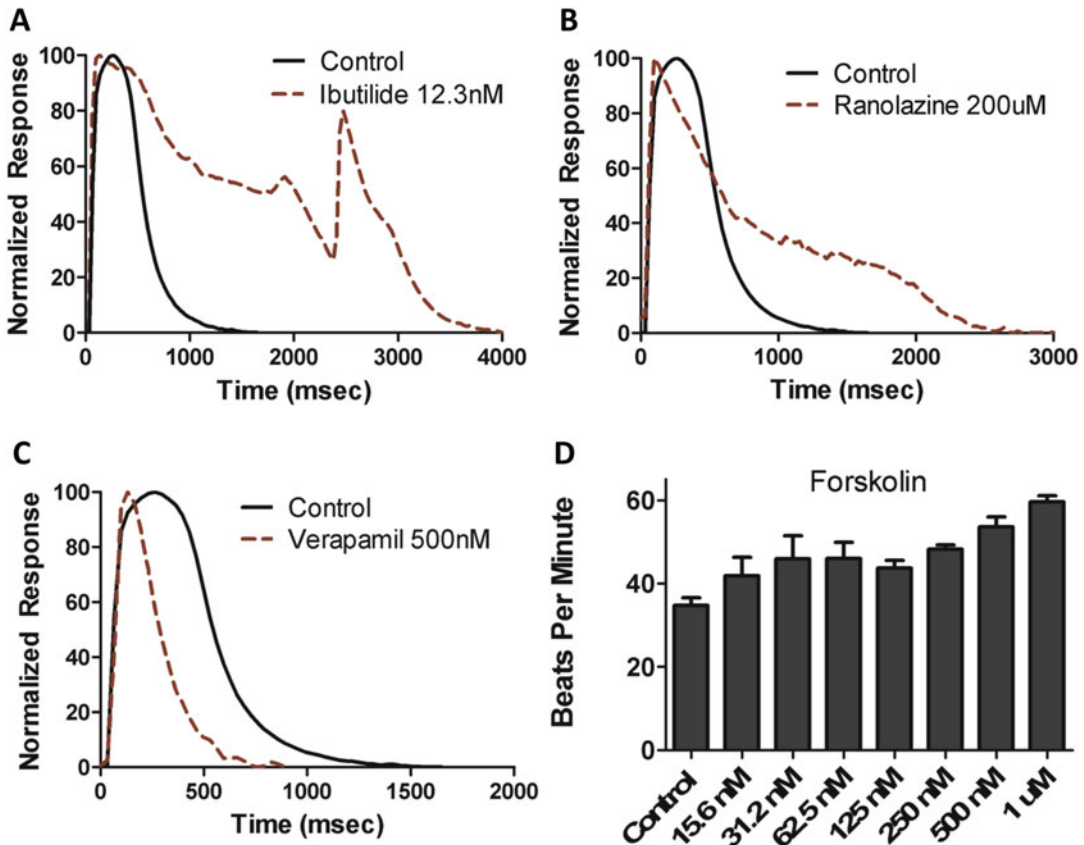 A
Normalized Response
100
80
60
40
20
0
Control
Ibutilide 12.3nM
0 1000 2000 3000 4000
Time (msec)
B
Normalized Response
100
80
60
40
20
0
Control
Ranolazine 200uM
0 1000 2000 3000
Time (msec)
C
Normalized Response
100
80
60
40
20
0
Control
Verapamil 500nM
0 500 1000 1500 2000
Time (msec)
D
Forskolin
Beats Per Minute
60
40
20
0
Control 15.6 nM 31.2 nM 62.5 nM 125 nM 250 nM 500 nM 1 uM